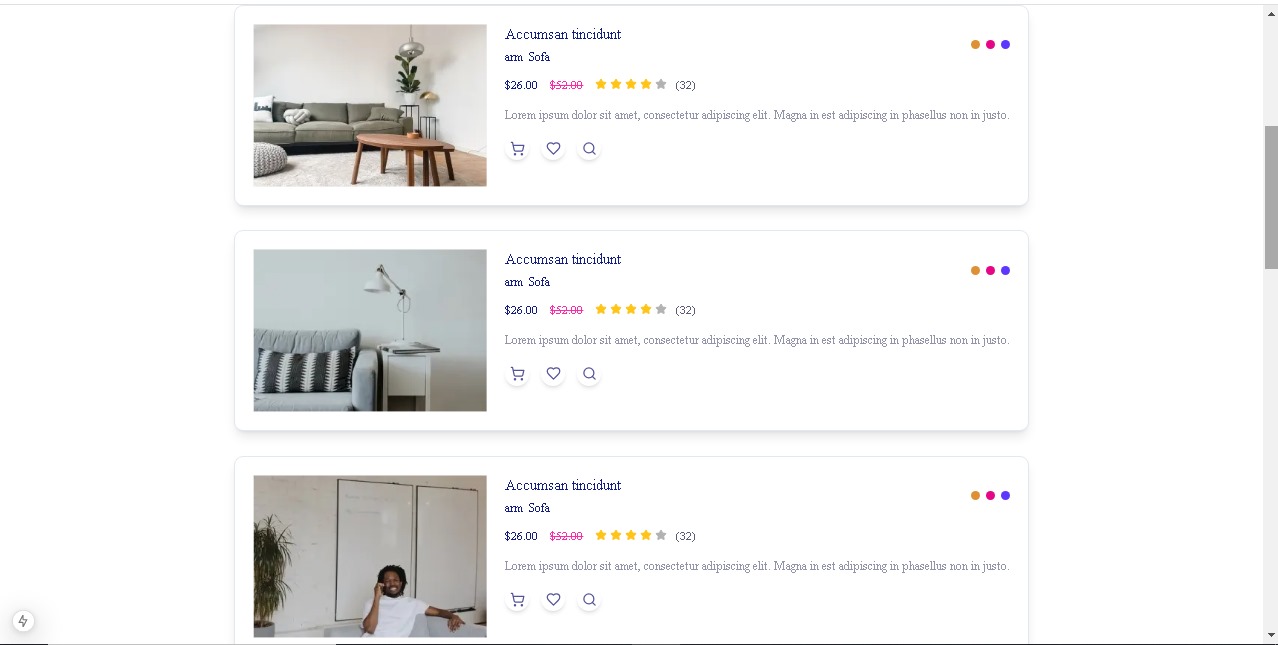 Accumsan tincidunt
arm Sofa
$26.00 $52.00 (32)
Lorem ipsum dolor sit amet, consectetur adipiscing elit. Magna in est adipiscing in phasellus non in justo.
Accumsan tincidunt
arm Sofa
$26.00 $52.00 (32)
Lorem ipsum dolor sit amet, consectetur adipiscing elit. Magna in est adipiscing in phasellus non in justo.
Accumsan tincidunt
arm Sofa
$26.00 $52.00 (32)
Lorem ipsum dolor sit amet, consectetur adipiscing elit. Magna in est adipiscing in phasellus non in justo.